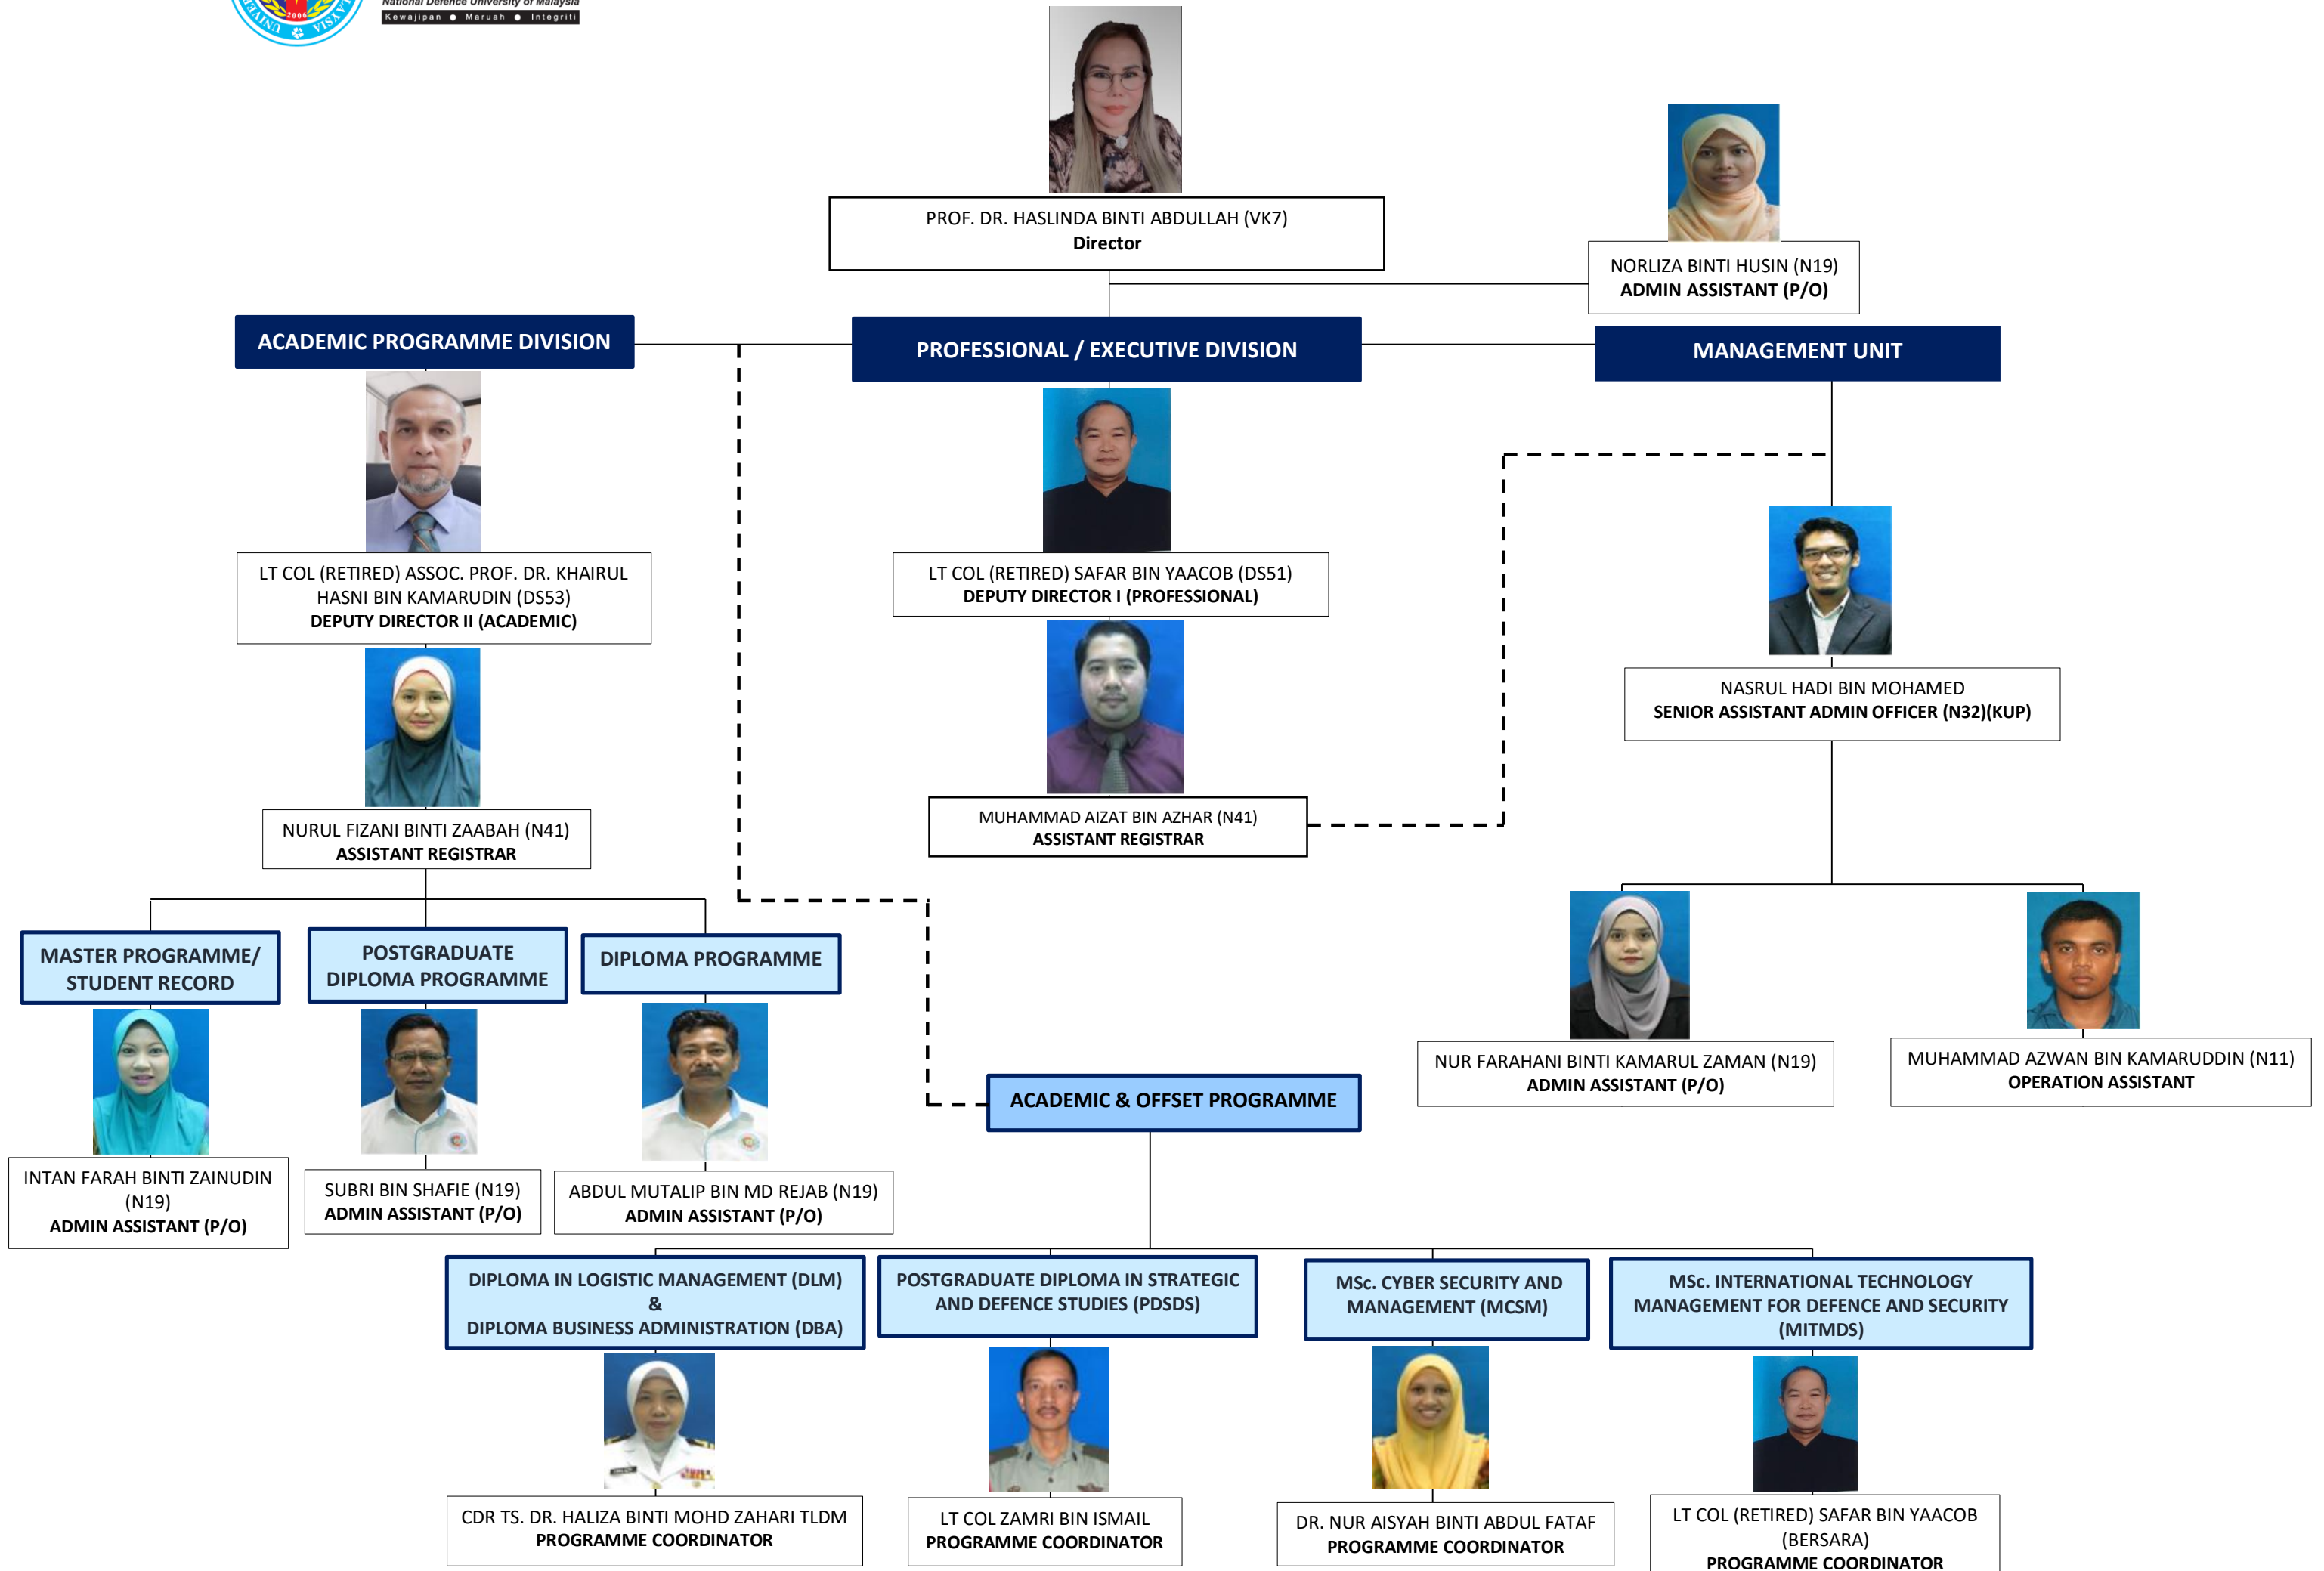 National Defence University of Malaysia
Kewajipan ● Maruah ● Integriti
2006
PROF. DR. HASLINDA BINTI ABDULLAH (VK7)
Director
NORLIZA BINTI HUSIN (N19)
ADMIN ASSISTANT (P/O)
ACADEMIC PROGRAMME DIVISION
PROFESSIONAL / EXECUTIVE DIVISION
MANAGEMENT UNIT
LT COL (RETIRED) ASSOC. PROF. DR. KHAIRUL
HASNI BIN KAMARUDIN (DS53)
DEPUTY DIRECTOR II (ACADEMIC)
LT COL (RETIRED) SAFAR BIN YAACOB (DS51)
DEPUTY DIRECTOR I (PROFESSIONAL)
NASRUL HADI BIN MOHAMED
SENIOR ASSISTANT ADMIN OFFICER (N32)(KUP)
NURUL FIZANI BINTI ZAABAH (N41)
ASSISTANT REGISTRAR
MUHAMMAD AIZAT BIN AZHAR (N41)
ASSISTANT REGISTRAR
MASTER PROGRAMME/
STUDENT RECORD
POSTGRADUATE
DIPLOMA PROGRAMME
DIPLOMA PROGRAMME
NUR FARAHANI BINTI KAMARUL ZAMAN (N19)
ADMIN ASSISTANT (P/O)
MUHAMMAD AZWAN BIN KAMARUDDIN (N11)
OPERATION ASSISTANT
ACADEMIC & OFFSET PROGRAMME
INTAN FARAH BINTI ZAINUDIN
(N19)
ADMIN ASSISTANT (P/O)
SUBRI BIN SHAFIE (N19)
ADMIN ASSISTANT (P/O)
ABDUL MUTALIP BIN MD REJAB (N19)
ADMIN ASSISTANT (P/O)
DIPLOMA IN LOGISTIC MANAGEMENT (DLM)
&
DIPLOMA BUSINESS ADMINISTRATION (DBA)
POSTGRADUATE DIPLOMA IN STRATEGIC
AND DEFENCE STUDIES (PDSDS)
MSc. CYBER SECURITY AND
MANAGEMENT (MCSM)
MSc. INTERNATIONAL TECHNOLOGY
MANAGEMENT FOR DEFENCE AND SECURITY
(MITMDS)
CDR TS. DR. HALIZA BINTI MOHD ZAHARI TLDM
PROGRAMME COORDINATOR
LT COL ZAMRI BIN ISMAIL
PROGRAMME COORDINATOR
DR. NUR AISYAH BINTI ABDUL FATAF
PROGRAMME COORDINATOR
LT COL (RETIRED) SAFAR BIN YAACOB
(BERSARA)
PROGRAMME COORDINATOR